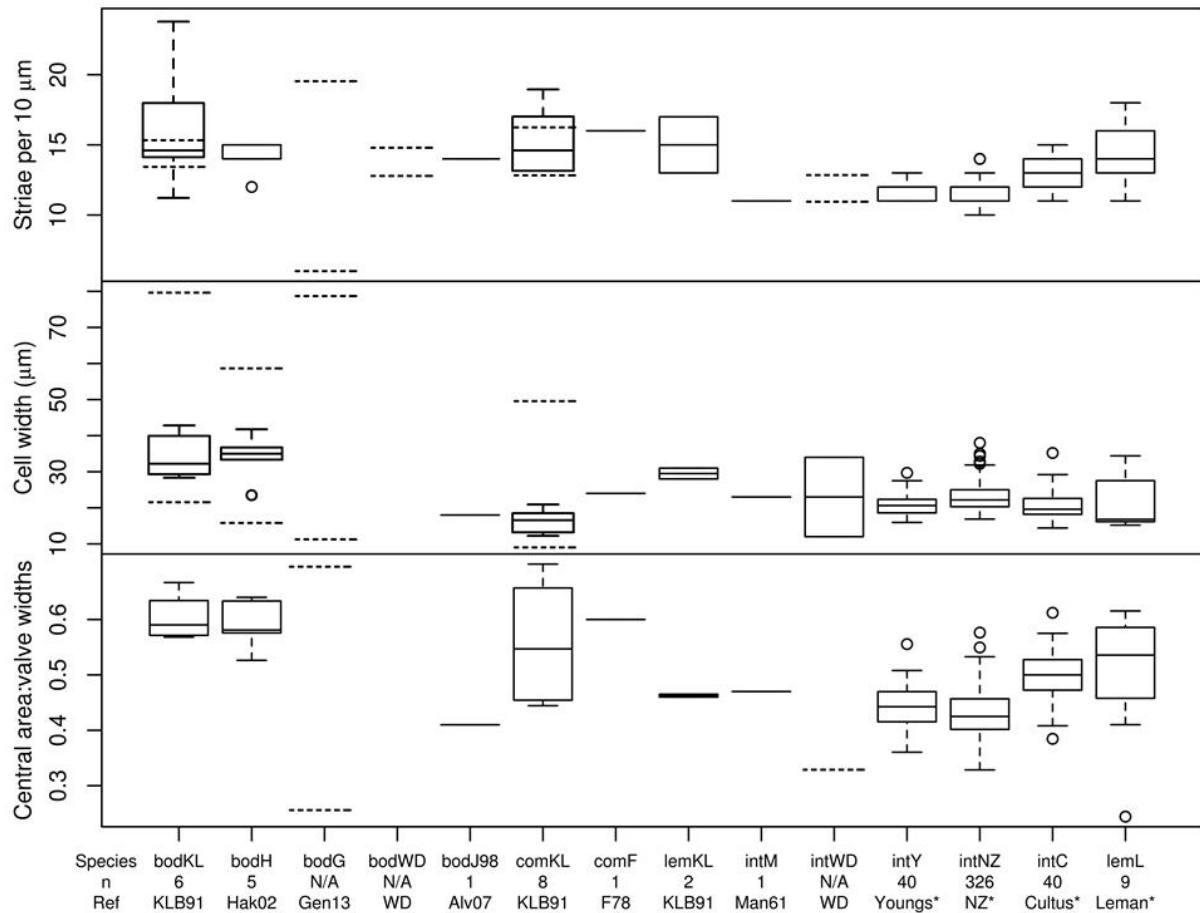 Striae per 10 μm
20
15
10
Cell width (μm)
70
50
30
10
Central area:valve widths
0.6
0.5
0.4
0.3
Species bodKL bodH bodG bodWD bodJ98 comKL comF lemKL intM intWD intY intNZ intC lemL
n 6 5 N/A N/A 1 8 1 2 1 N/A 40 326 40 9
Ref KLB91 Hak02 Gen13 WD Alv07 KLB91 F78 KLB91 Man61 WD Youngs* NZ* Cultus* Leman*